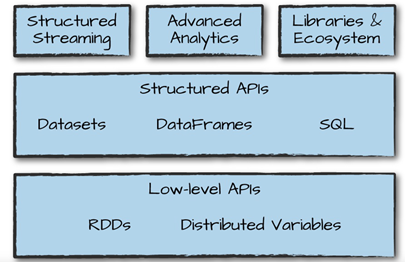 Structured
Streaming
Advanced
Analytics
Libraries &
Ecosystem
Structured APIs
Datasets DataFrames SQL
Low-level APIs
RDDs Distributed Variables